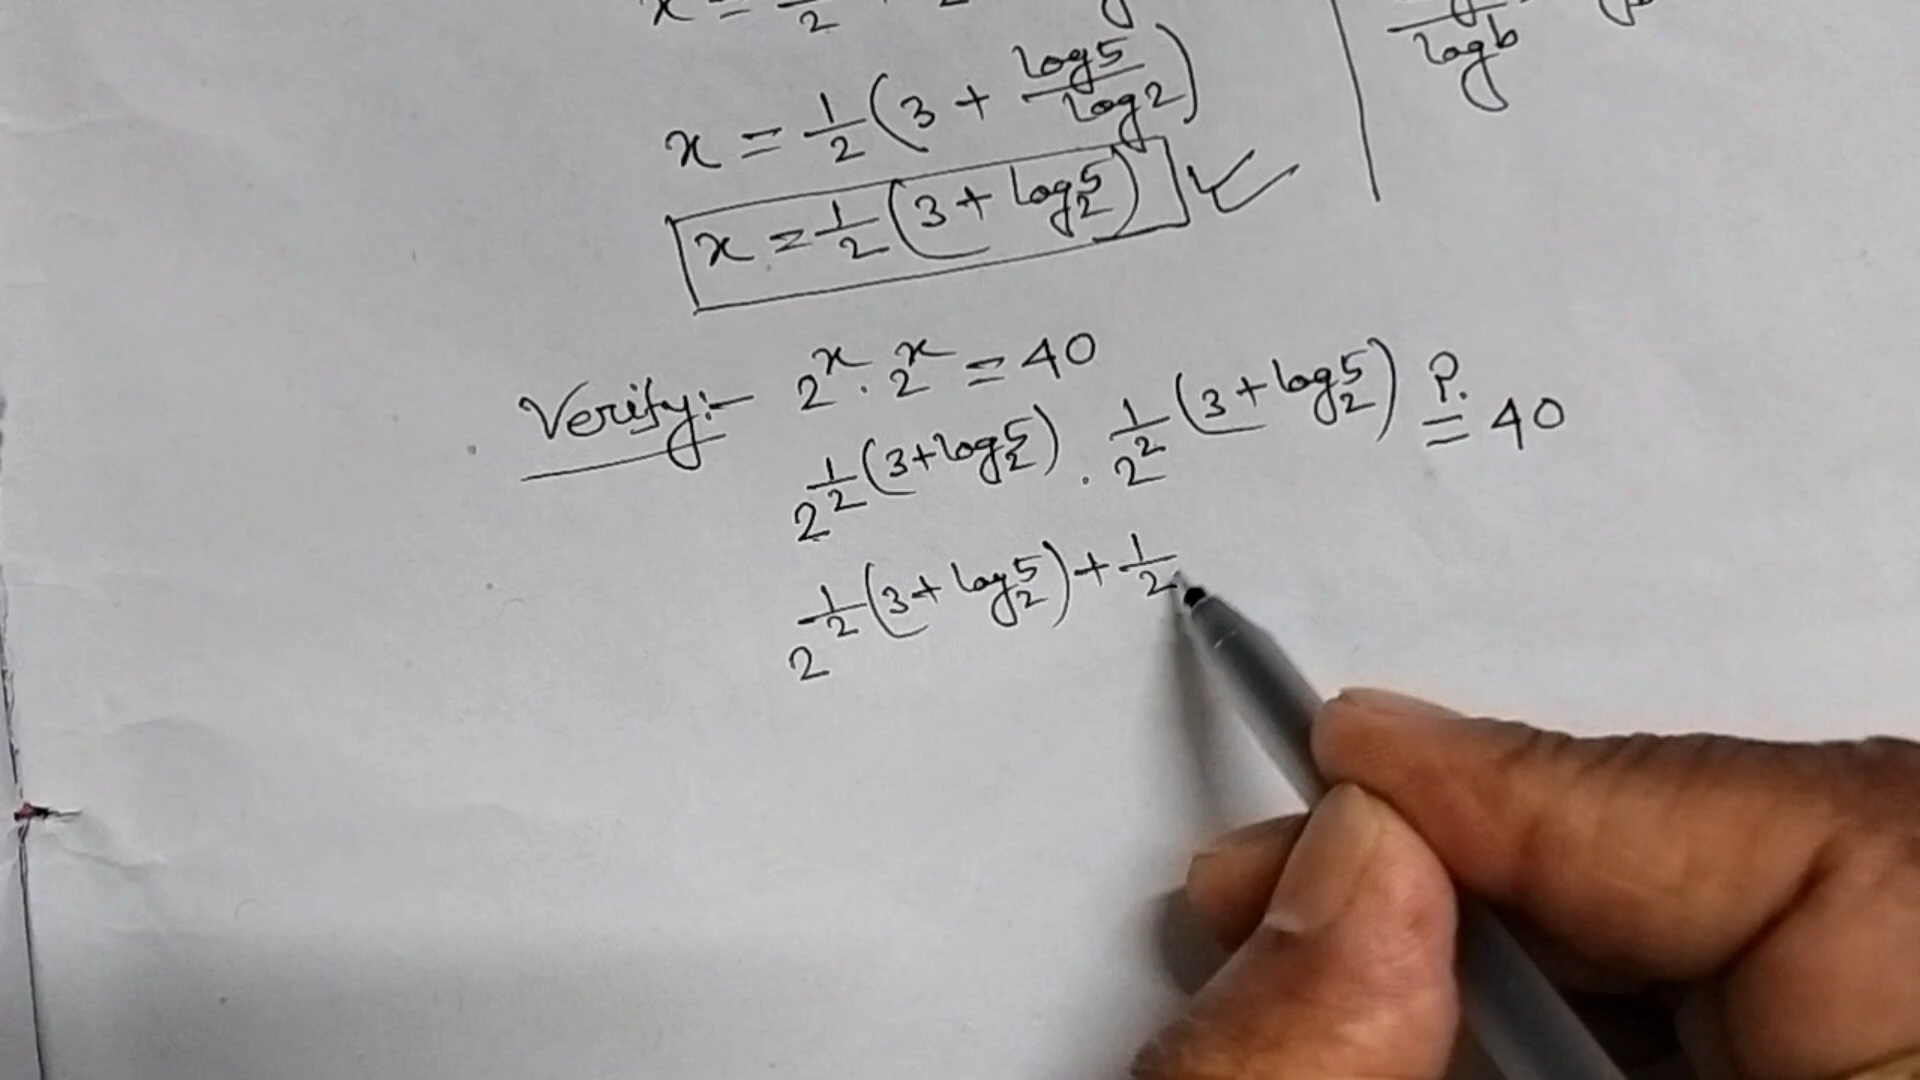 x = 1/2 (3 + log5/log2)
logb
x = 1/2 (3 + log₂5)
Verify:- 2^x . 2^x = 40
2^(1/2 (3 + log₂5)) . 2^(1/2 (3 + log₂5)) ?= 40
2^(1/2 (3 + log₂5) + 1/2